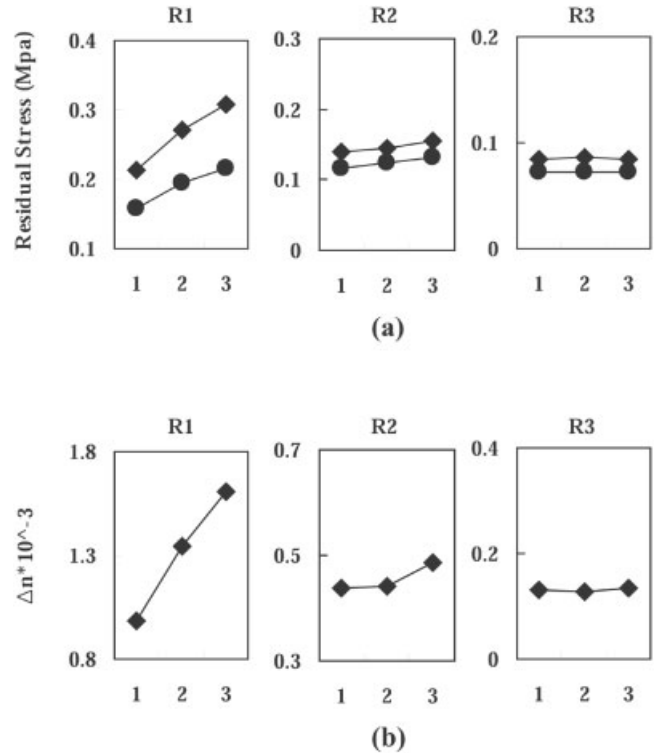 R1 R2 R3
Residual Stress (Mpa)
0.4 0.3 0.2
0.3
0.2 0.1 0.1
0.1 0 0
1 2 3 1 2 3 1 2 3
(a)
R1 R2 R3
△n*10^-3
1.8 0.7 0.4
1.3 0.5 0.2
0.8 0.3 0
1 2 3 1 2 3 1 2 3
(b)